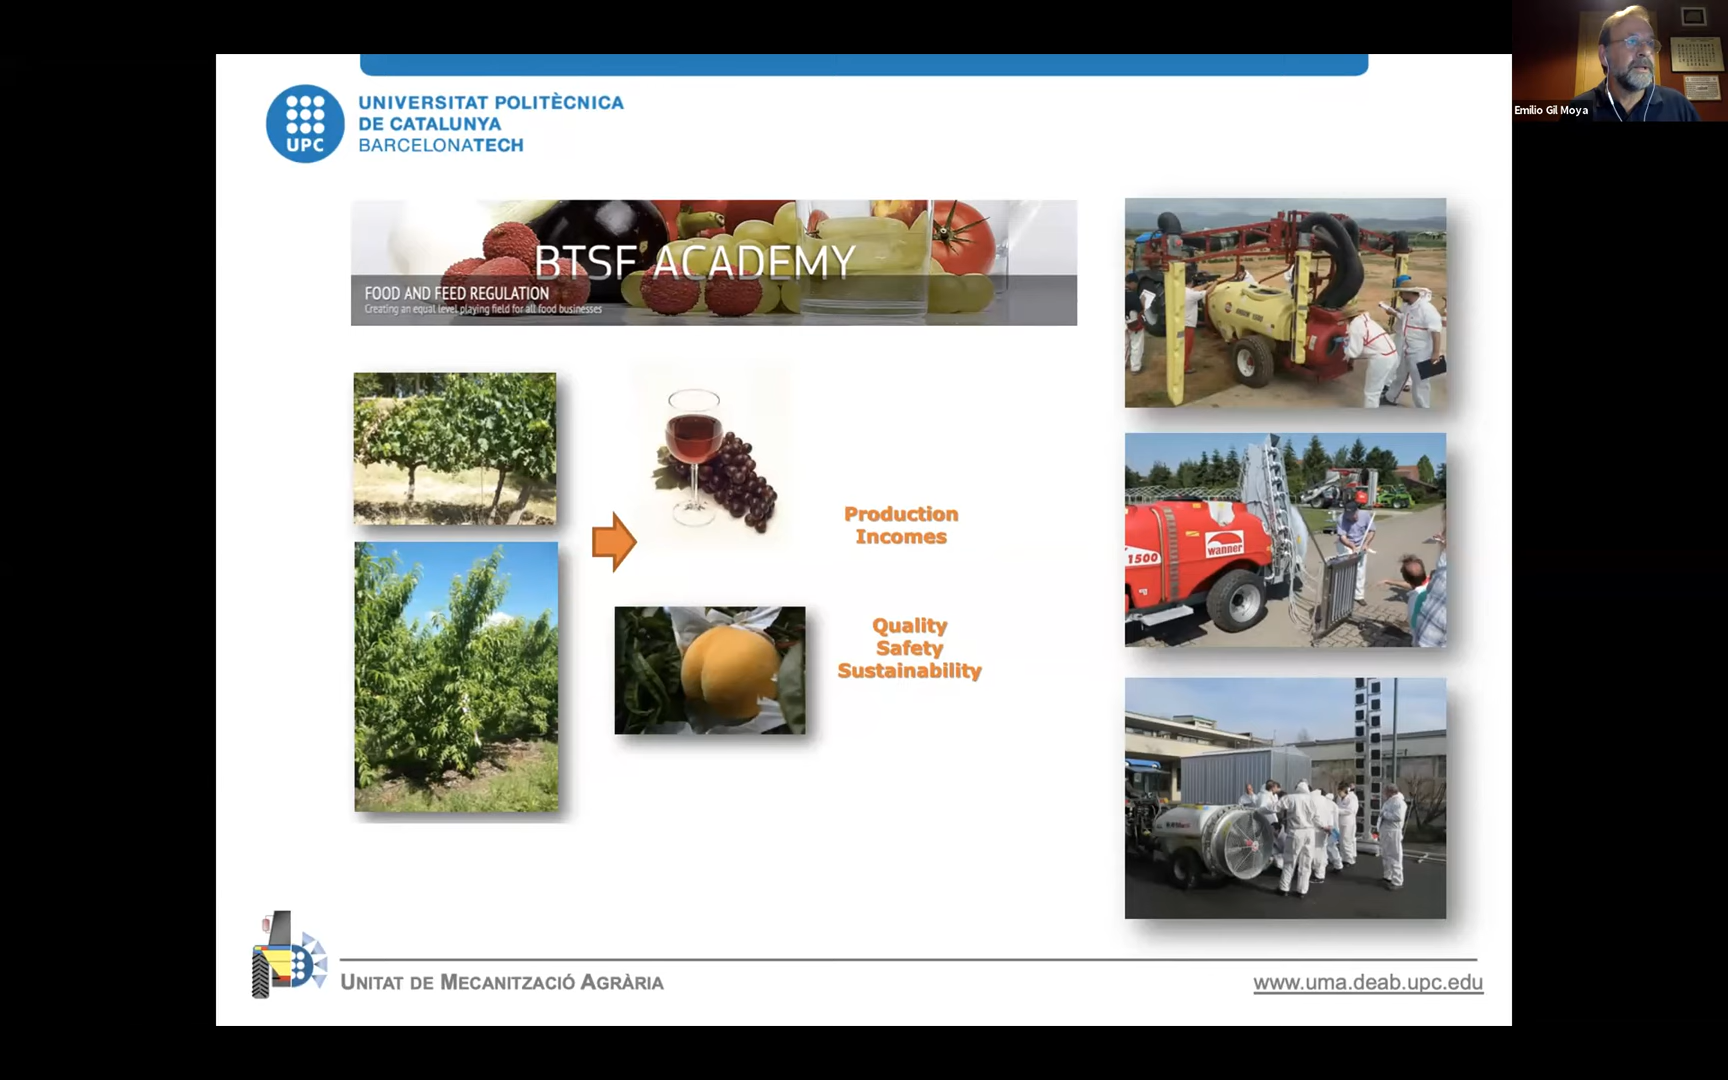 UNIVERSITAT POLITÈCNICA
DE CATALUNYA
BARCELONATECH
UPC
BTSF ACADEMY
FOOD AND FEED REGULATION
Creating an equal level playing field for all food businesses
Production
Incomes
Quality
Safety
Sustainability
1500
wanner
UNITAT DE MECANITZACIÓ AGRÀRIA
www.uma.deab.upc.edu
Emilio Gil Moya